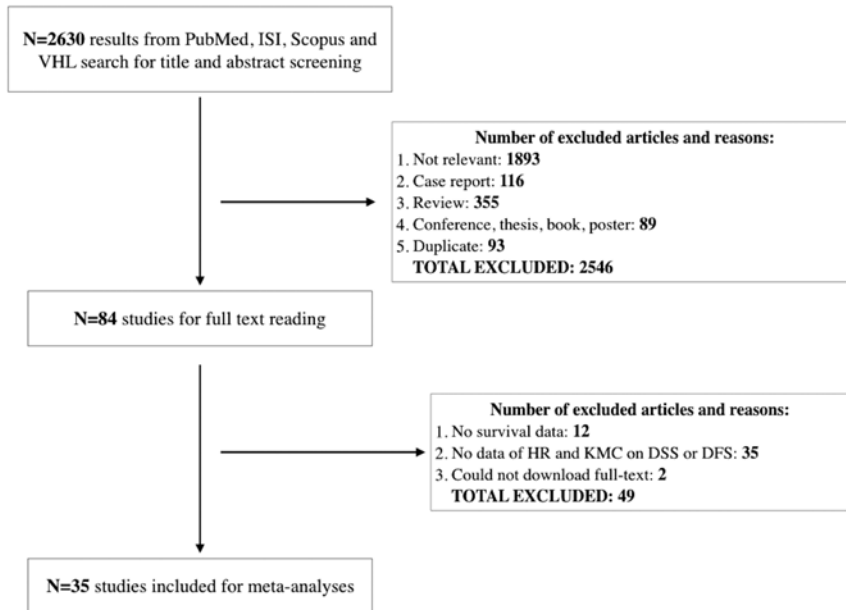 N=2630 results from PubMed, ISI, Scopus and
VHL search for title and abstract screening
Number of excluded articles and reasons:
1. Not relevant: 1893
2. Case report: 116
3. Review: 355
4. Conference, thesis, book, poster: 89
5. Duplicate: 93
TOTAL EXCLUDED: 2546
N=84 studies for full text reading
Number of excluded articles and reasons:
1. No survival data: 12
2. No data of HR and KMC on DSS or DFS: 35
3. Could not download full-text: 2
TOTAL EXCLUDED: 49
N=35 studies included for meta-analyses